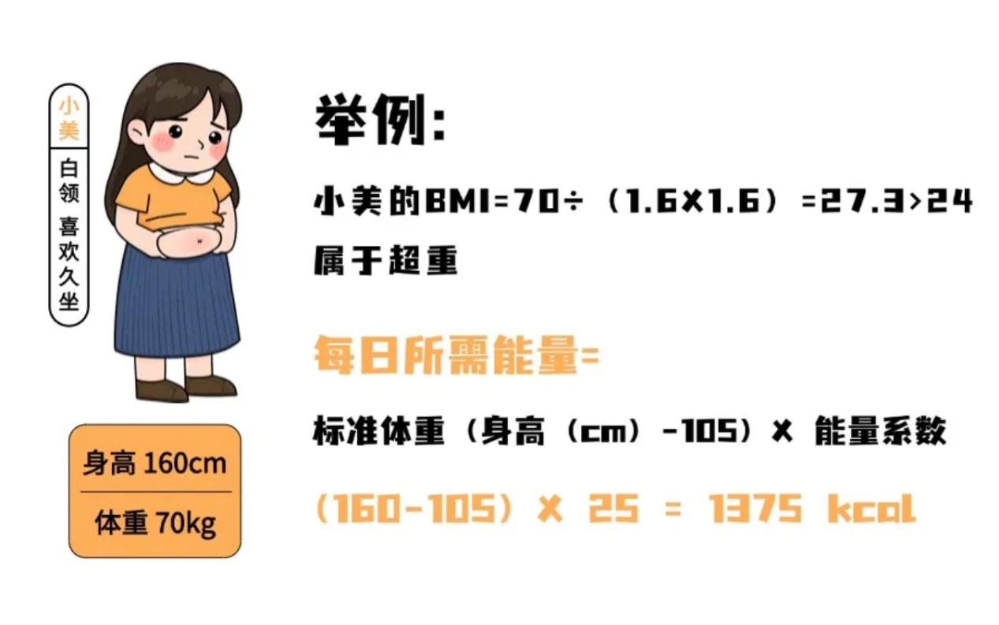 小美
白领 喜欢久坐
举例:
小美的BMI=70÷（1.6X1.6）=27.3>24
属于超重
每日所需能量=
标准体重（身高（cm）-105）X 能量系数
（160-105）X 25 = 1375 kcal
身高 160cm
体重 70kg